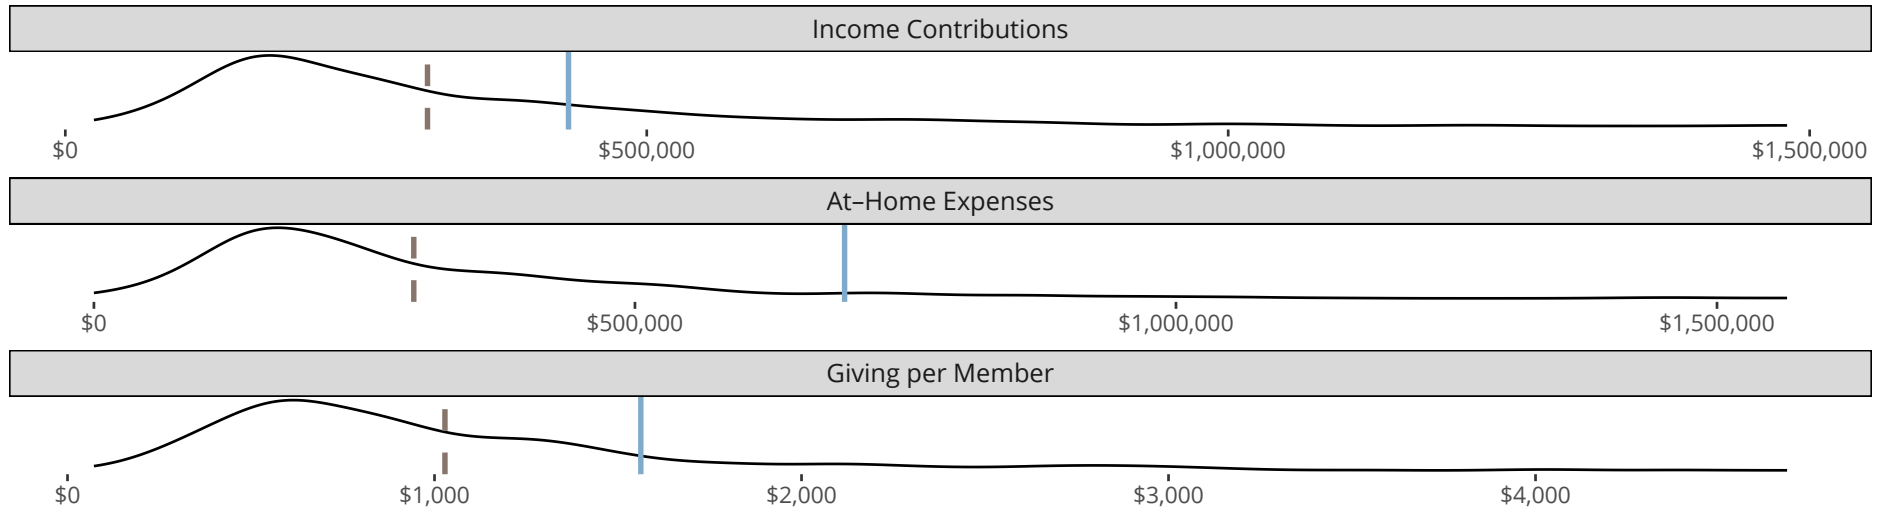 Income Contributions
$0 $500,000 $1,000,000 $1,500,000
At–Home Expenses
$0 $500,000 $1,000,000 $1,500,000
Giving per Member
$0 $1,000 $2,000 $3,000 $4,000